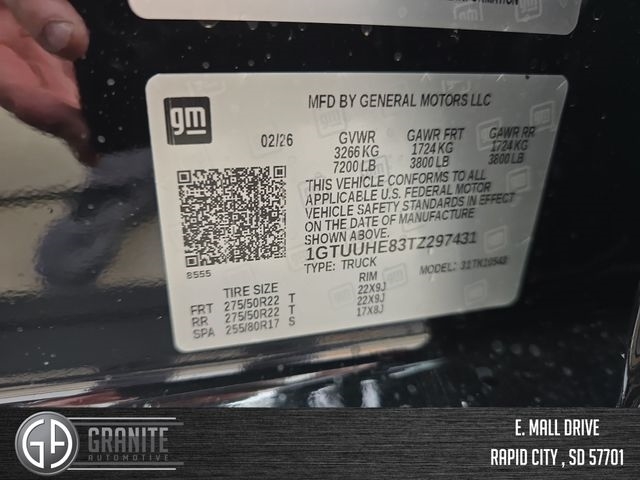 gm
MFD BY GENERAL MOTORS LLC
02/26 GVWR GAWR FRT GAWR RR
3266 KG 1724 KG 1724 KG
7200 LB 3800 LB 3800 LB
THIS VEHICLE CONFORMS TO ALL
APPLICABLE U.S. FEDERAL MOTOR
VEHICLE SAFETY STANDARDS IN EFFECT
ON THE DATE OF MANUFACTURE
SHOWN ABOVE.
1GTUUHE83TZ297431
8555
TYPE: TRUCK MODEL: 31TK10543
TIRE SIZE RIM
FRT 275/50R22 T 22X9J
RR 275/50R22 T 22X9J
SPA 255/80R17 S 17X8J
GA GRANITE
AUTOMOTIVE
E. MALL DRIVE
RAPID CITY , SD 57701